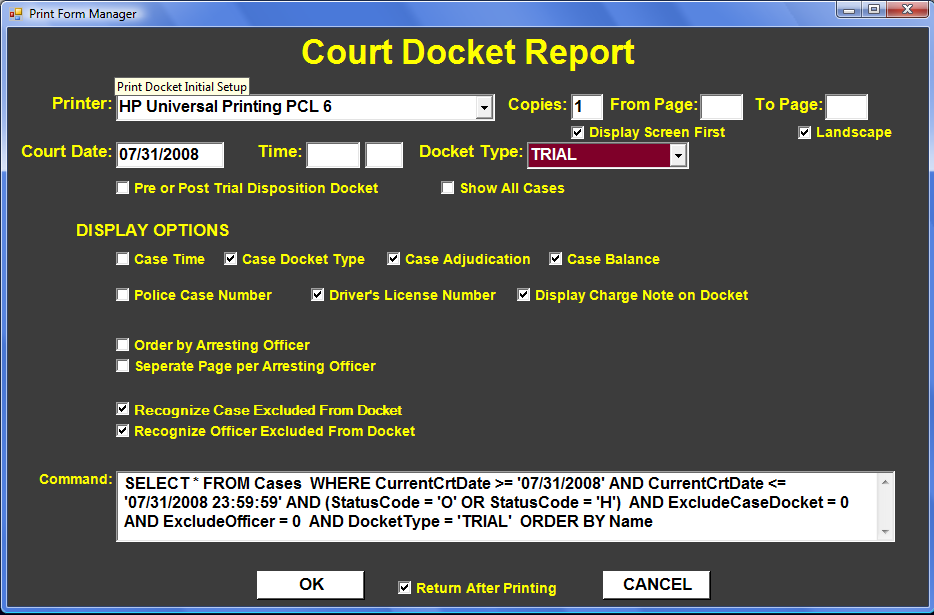 Print Form Manager
Court Docket Report
Print Docket Initial Setup
Printer: HP Universal Printing PCL 6 Copies: 1 From Page: To Page:
Display Screen First Landscape
Court Date: 07/31/2008 Time: Docket Type: TRIAL
Pre or Post Trial Disposition Docket Show All Cases
DISPLAY OPTIONS
Case Time Case Docket Type Case Adjudication Case Balance
Police Case Number Driver's License Number Display Charge Note on Docket
Order by Arresting Officer
Seperate Page per Arresting Officer
Recognize Case Excluded From Docket
Recognize Officer Excluded From Docket
Command: SELECT * FROM Cases WHERE CurrentCrtDate >= '07/31/2008' AND CurrentCrtDate <=
'07/31/2008 23:59:59' AND (StatusCode = 'O' OR StatusCode = 'H') AND ExcludeCaseDocket = 0
AND ExcludeOfficer = 0 AND DocketType = 'TRIAL' ORDER BY Name
OK Return After Printing CANCEL